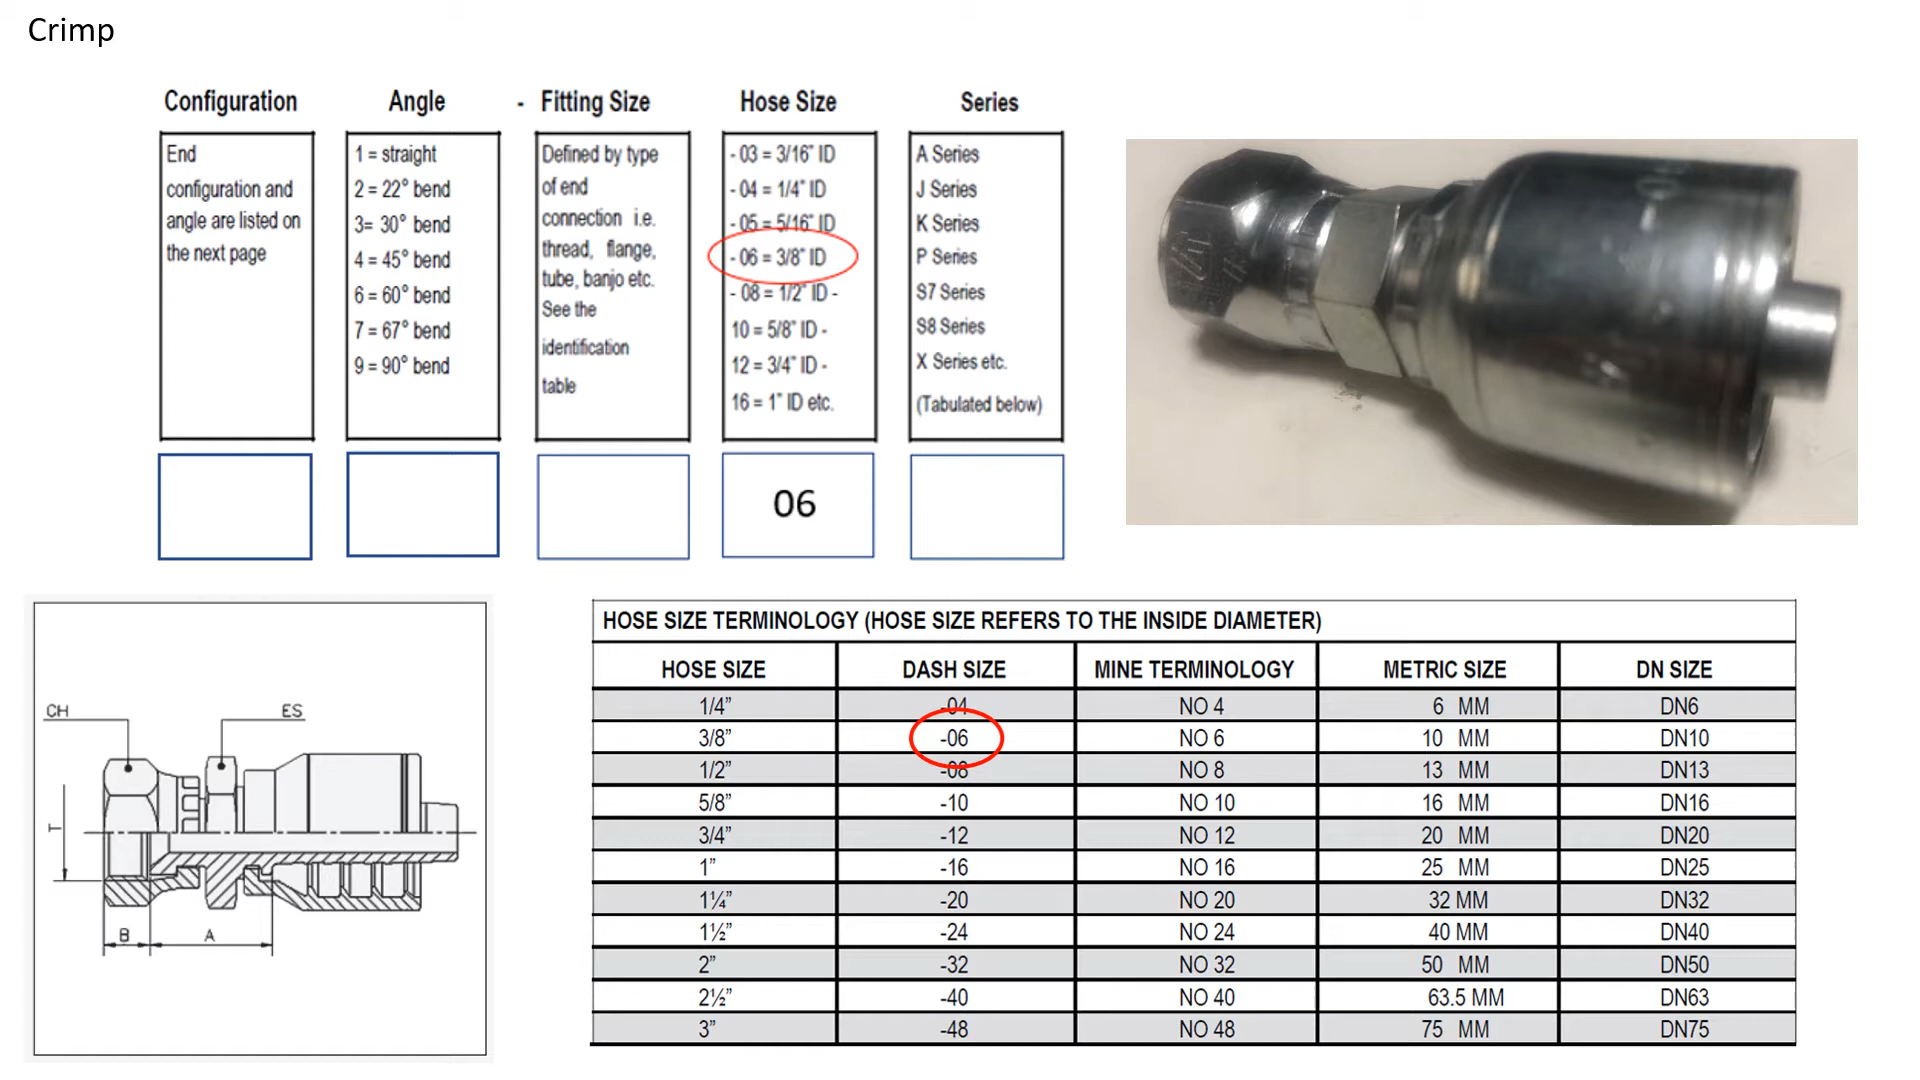 Crimp
Configuration
Angle
- Fitting Size
Hose Size
Series
End
configuration and
angle are listed on
the next page
1 = straight
2 = 22° bend
3= 30° bend
4 = 45° bend
6 = 60° bend
7 = 67° bend
9 = 90° bend
Defined by type
of end
connection i.e.
thread, flange,
tube, banjo etc.
See the
identification
table
- 03 = 3/16" ID
- 04 = 1/4" ID
- 05 = 5/16" ID
- 06 = 3/8" ID
- 08 = 1/2" ID -
10 = 5/8" ID -
12 = 3/4" ID -
16 = 1" ID etc.
A Series
J Series
K Series
P Series
S7 Series
S8 Series
X Series etc.
(Tabulated below)
06
CH
ES
T
B
A
HOSE SIZE TERMINOLOGY (HOSE SIZE REFERS TO THE INSIDE DIAMETER)
HOSE SIZE DASH SIZE MINE TERMINOLOGY METRIC SIZE DN SIZE
1/4” -04 NO 4 6 MM DN6
3/8” -06 NO 6 10 MM DN10
1/2” -08 NO 8 13 MM DN13
5/8” -10 NO 10 16 MM DN16
3/4” -12 NO 12 20 MM DN20
1” -16 NO 16 25 MM DN25
1¼” -20 NO 20 32 MM DN32
1½” -24 NO 24 40 MM DN40
2” -32 NO 32 50 MM DN50
2½” -40 NO 40 63.5 MM DN63
3” -48 NO 48 75 MM DN75